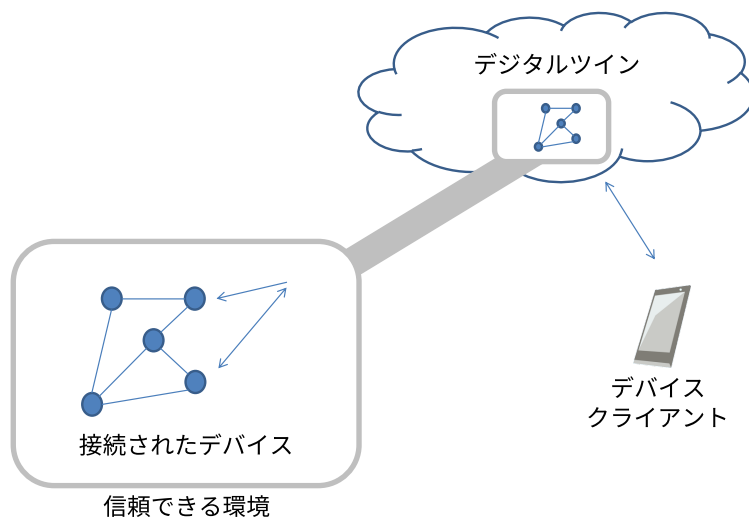 デジタルツイン
デバイス
クライアント
接続されたデバイス
信頼できる環境